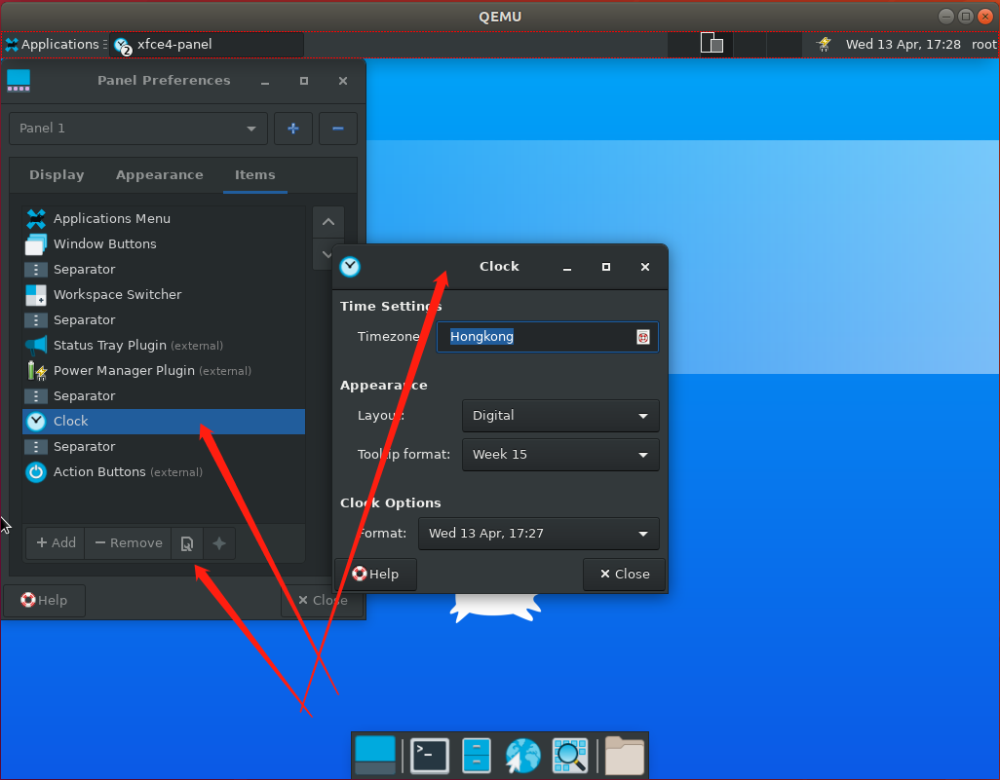 QEMU
Applications
2
xfce4-panel
Wed 13 Apr, 17:28
root
Panel Preferences
Panel 1
Display
Appearance
Items
Applications Menu
Window Buttons
Separator
Workspace Switcher
Separator
Status Tray Plugin (external)
Power Manager Plugin (external)
Separator
Clock
Separator
Action Buttons (external)
Add
Remove
Help
Close
Clock
Time Settings
Timezone
Hongkong
Appearance
Layout:
Digital
Tooltip format:
Week 15
Clock Options
Format:
Wed 13 Apr, 17:27
Help
Close